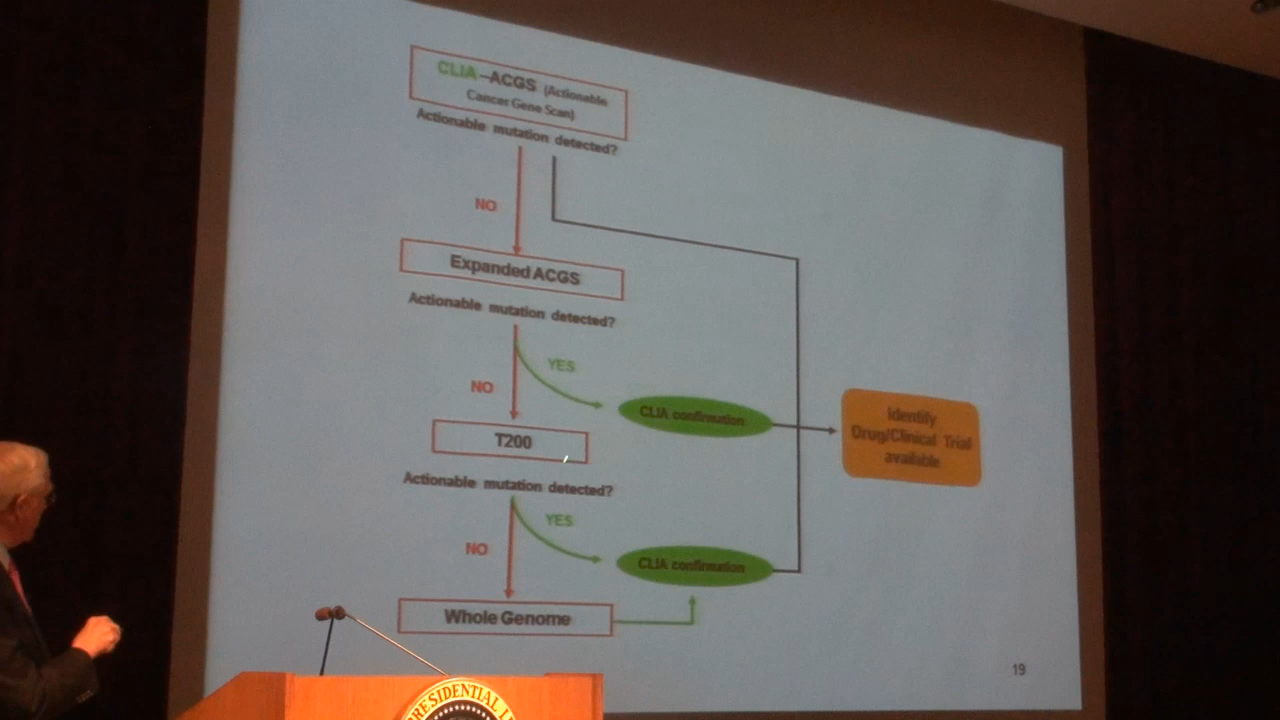 CLIA–ACGS (Actionable
Cancer Gene Scan)
Actionable mutation detected?
NO
Expanded ACGS
Actionable mutation detected?
YES
NO
CLIA confirmation
Identify
Drug/Clinical Trial
available
T200
Actionable mutation detected?
YES
NO
CLIA confirmation
Whole Genome
19
PRESIDENTIAL